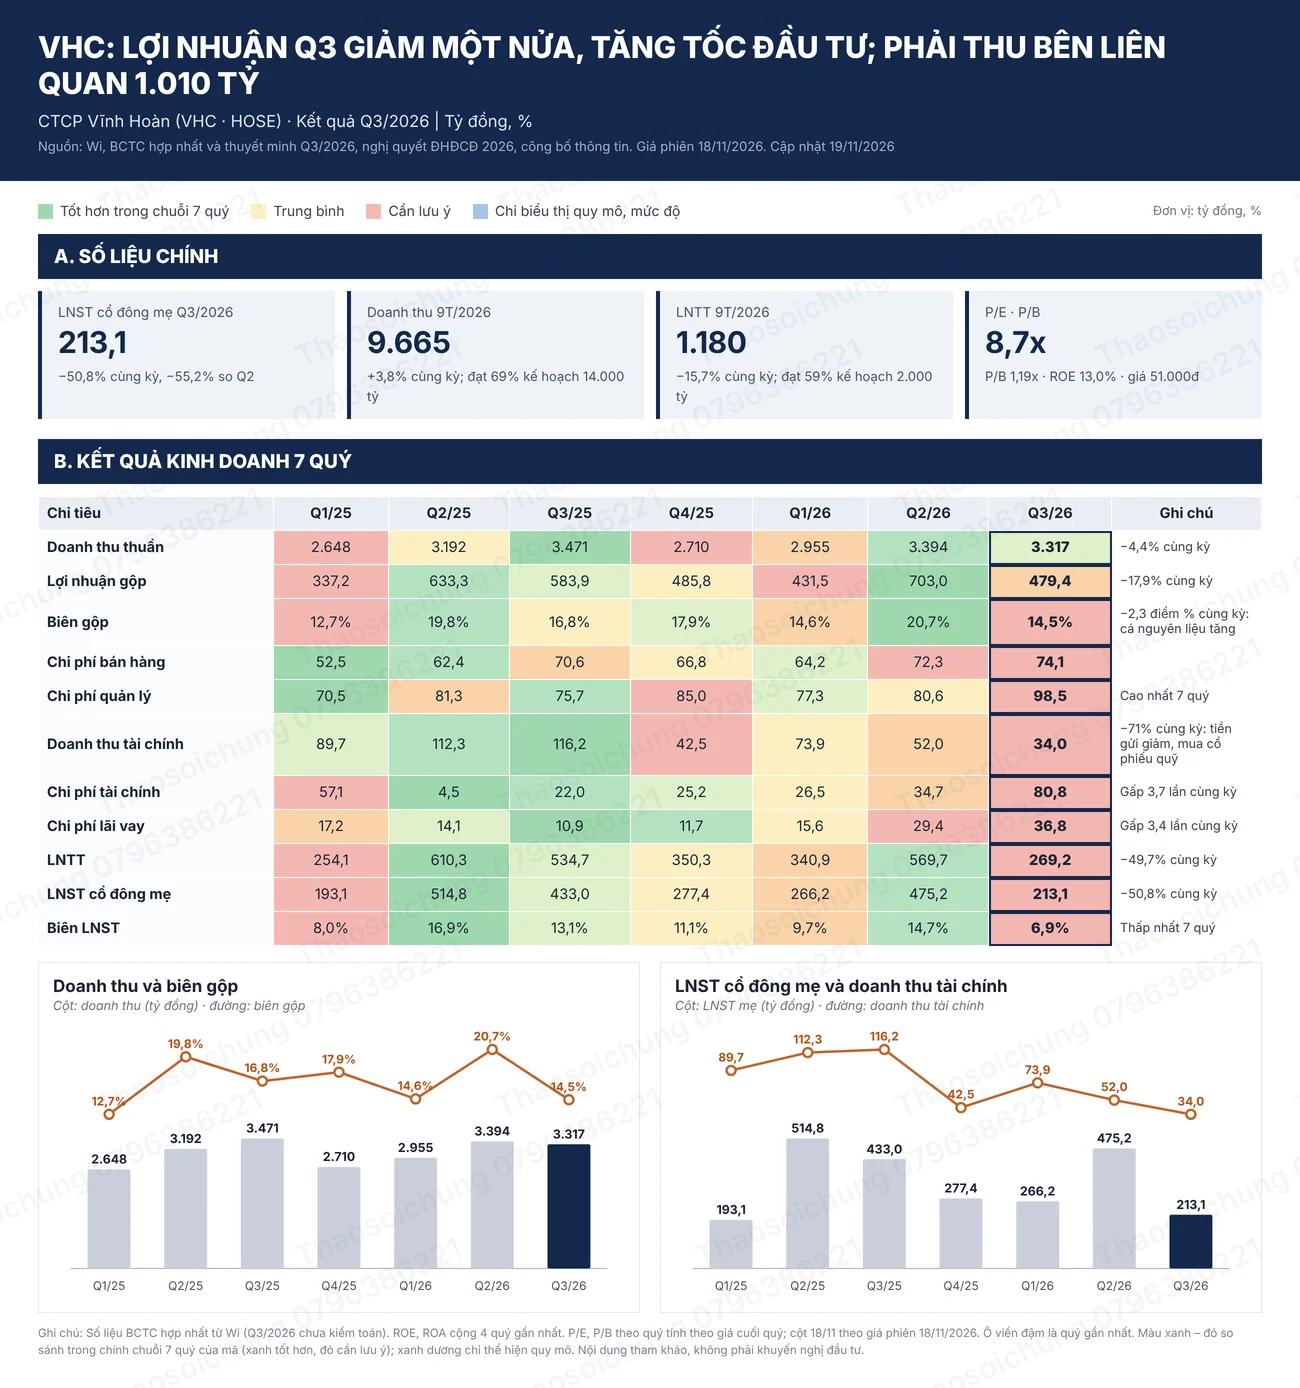 VHC: LỢI NHUẬN Q3 GIẢM MỘT NỬA, TĂNG TỐC ĐẦU TƯ; PHẢI THU BÊN LIÊN
QUAN 1.010 TỶ
CTCP Vĩnh Hoàn (VHC · HOSE) · Kết quả Q3/2026 | Tỷ đồng, %
Nguồn: Wi, BCTC hợp nhất và thuyết minh Q3/2026, nghị quyết ĐHĐCĐ 2026, công bố thông tin. Giá phiên 18/11/2026. Cập nhật 19/11/2026
Tốt hơn trong chuỗi 7 quý Trung bình Cần lưu ý Chỉ biểu thị quy mô, mức độ Đơn vị: tỷ đồng, %
A. SỐ LIỆU CHÍNH
LNST cổ đông mẹ Q3/2026
213,1
−50,8% cùng kỳ, −55,2% so Q2
Doanh thu 9T/2026
9.665
+3,8% cùng kỳ; đạt 69% kế hoạch 14.000
tỷ
LNTT 9T/2026
1.180
−15,7% cùng kỳ; đạt 59% kế hoạch 2.000
tỷ
P/E · P/B
8,7x
P/B 1,19x · ROE 13,0% · giá 51.000đ
B. KẾT QUẢ KINH DOANH 7 QUÝ
Chỉ tiêu Q1/25 Q2/25 Q3/25 Q4/25 Q1/26 Q2/26 Q3/26 Ghi chú
Doanh thu thuần 2.648 3.192 3.471 2.710 2.955 3.394 3.317 −4,4% cùng kỳ
Lợi nhuận gộp 337,2 633,3 583,9 485,8 431,5 703,0 479,4 −17,9% cùng kỳ
Biên gộp 12,7% 19,8% 16,8% 17,9% 14,6% 20,7% 14,5% −2,3 điểm % cùng kỳ:
cá nguyên liệu tăng
Chi phí bán hàng 52,5 62,4 70,6 66,8 64,2 72,3 74,1
Chi phí quản lý 70,5 81,3 75,7 85,0 77,3 80,6 98,5 Cao nhất 7 quý
Doanh thu tài chính 89,7 112,3 116,2 42,5 73,9 52,0 34,0 −71% cùng kỳ: tiền
gửi giảm, mua cổ
phiếu quỹ
Chi phí tài chính 57,1 4,5 22,0 25,2 26,5 34,7 80,8 Gấp 3,7 lần cùng kỳ
Chi phí lãi vay 17,2 14,1 10,9 11,7 15,6 29,4 36,8 Gấp 3,4 lần cùng kỳ
LNTT 254,1 610,3 534,7 350,3 340,9 569,7 269,2 −49,7% cùng kỳ
LNST cổ đông mẹ 193,1 514,8 433,0 277,4 266,2 475,2 213,1 −50,8% cùng kỳ
Biên LNST 8,0% 16,9% 13,1% 11,1% 9,7% 14,7% 6,9% Thấp nhất 7 quý
Doanh thu và biên gộp
Cột: doanh thu (tỷ đồng) · đường: biên gộp
12,7% 19,8% 16,8% 17,9% 14,6% 20,7% 14,5%
2.648 3.192 3.471 2.710 2.955 3.394 3.317
Q1/25 Q2/25 Q3/25 Q4/25 Q1/26 Q2/26 Q3/26
LNST cổ đông mẹ và doanh thu tài chính
Cột: LNST mẹ (tỷ đồng) · đường: doanh thu tài chính
89,7 112,3 116,2 42,5 73,9 52,0 34,0
193,1 514,8 433,0 277,4 266,2 475,2 213,1
Q1/25 Q2/25 Q3/25 Q4/25 Q1/26 Q2/26 Q3/26
Ghi chú: Số liệu BCTC hợp nhất từ Wi (Q3/2026 chưa kiểm toán). ROE, ROA cộng 4 quý gần nhất. P/E, P/B theo quý tính theo giá cuối quý; cột 18/11 theo giá phiên 18/11/2026. Ô viền đậm là quý gần nhất. Màu xanh – đỏ so
sánh trong chính chuỗi 7 quý của mã (xanh tốt hơn, đỏ cần lưu ý); xanh dương chỉ thể hiện quy mô. Nội dung tham khảo, không phải khuyến nghị đầu tư.
Thaosoichung 0796386221